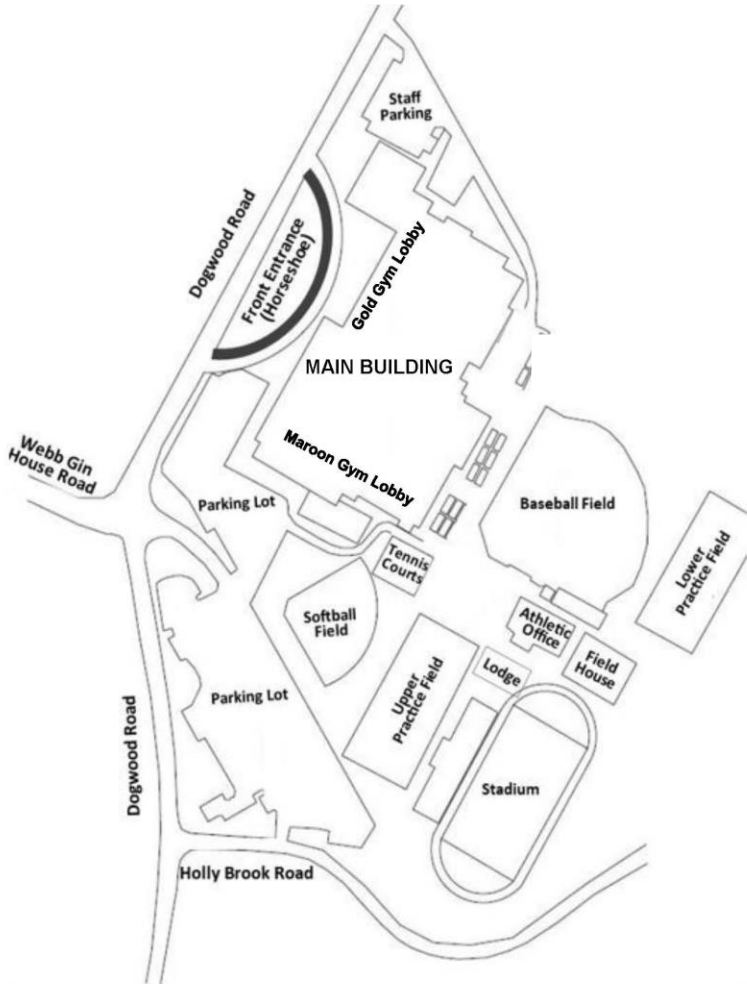 Staff
Parking
Dogwood Road
Front Entrance
(Horseshoe)
Gold Gym Lobby
MAIN BUILDING
Maroon Gym Lobby
Webb Gin
House Road
Parking Lot
Baseball Field
Tennis
Courts
Lower
Practice Field
Softball
Field
Athletic
Office
Field
House
Lodge
Upper
Practice Field
Parking Lot
Dogwood Road
Stadium
Holly Brook Road